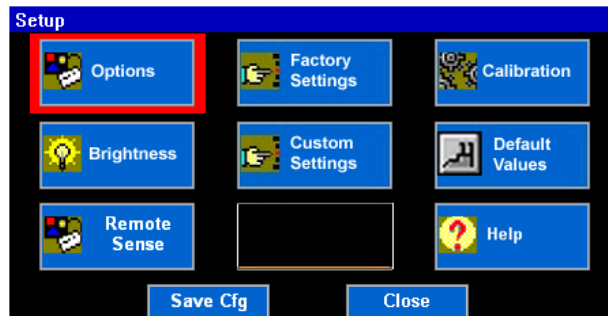 Setup
Options
Factory
Settings
Calibration
Brightness
Custom
Settings
Default
Values
Remote
Sense
Help
Save Cfg
Close